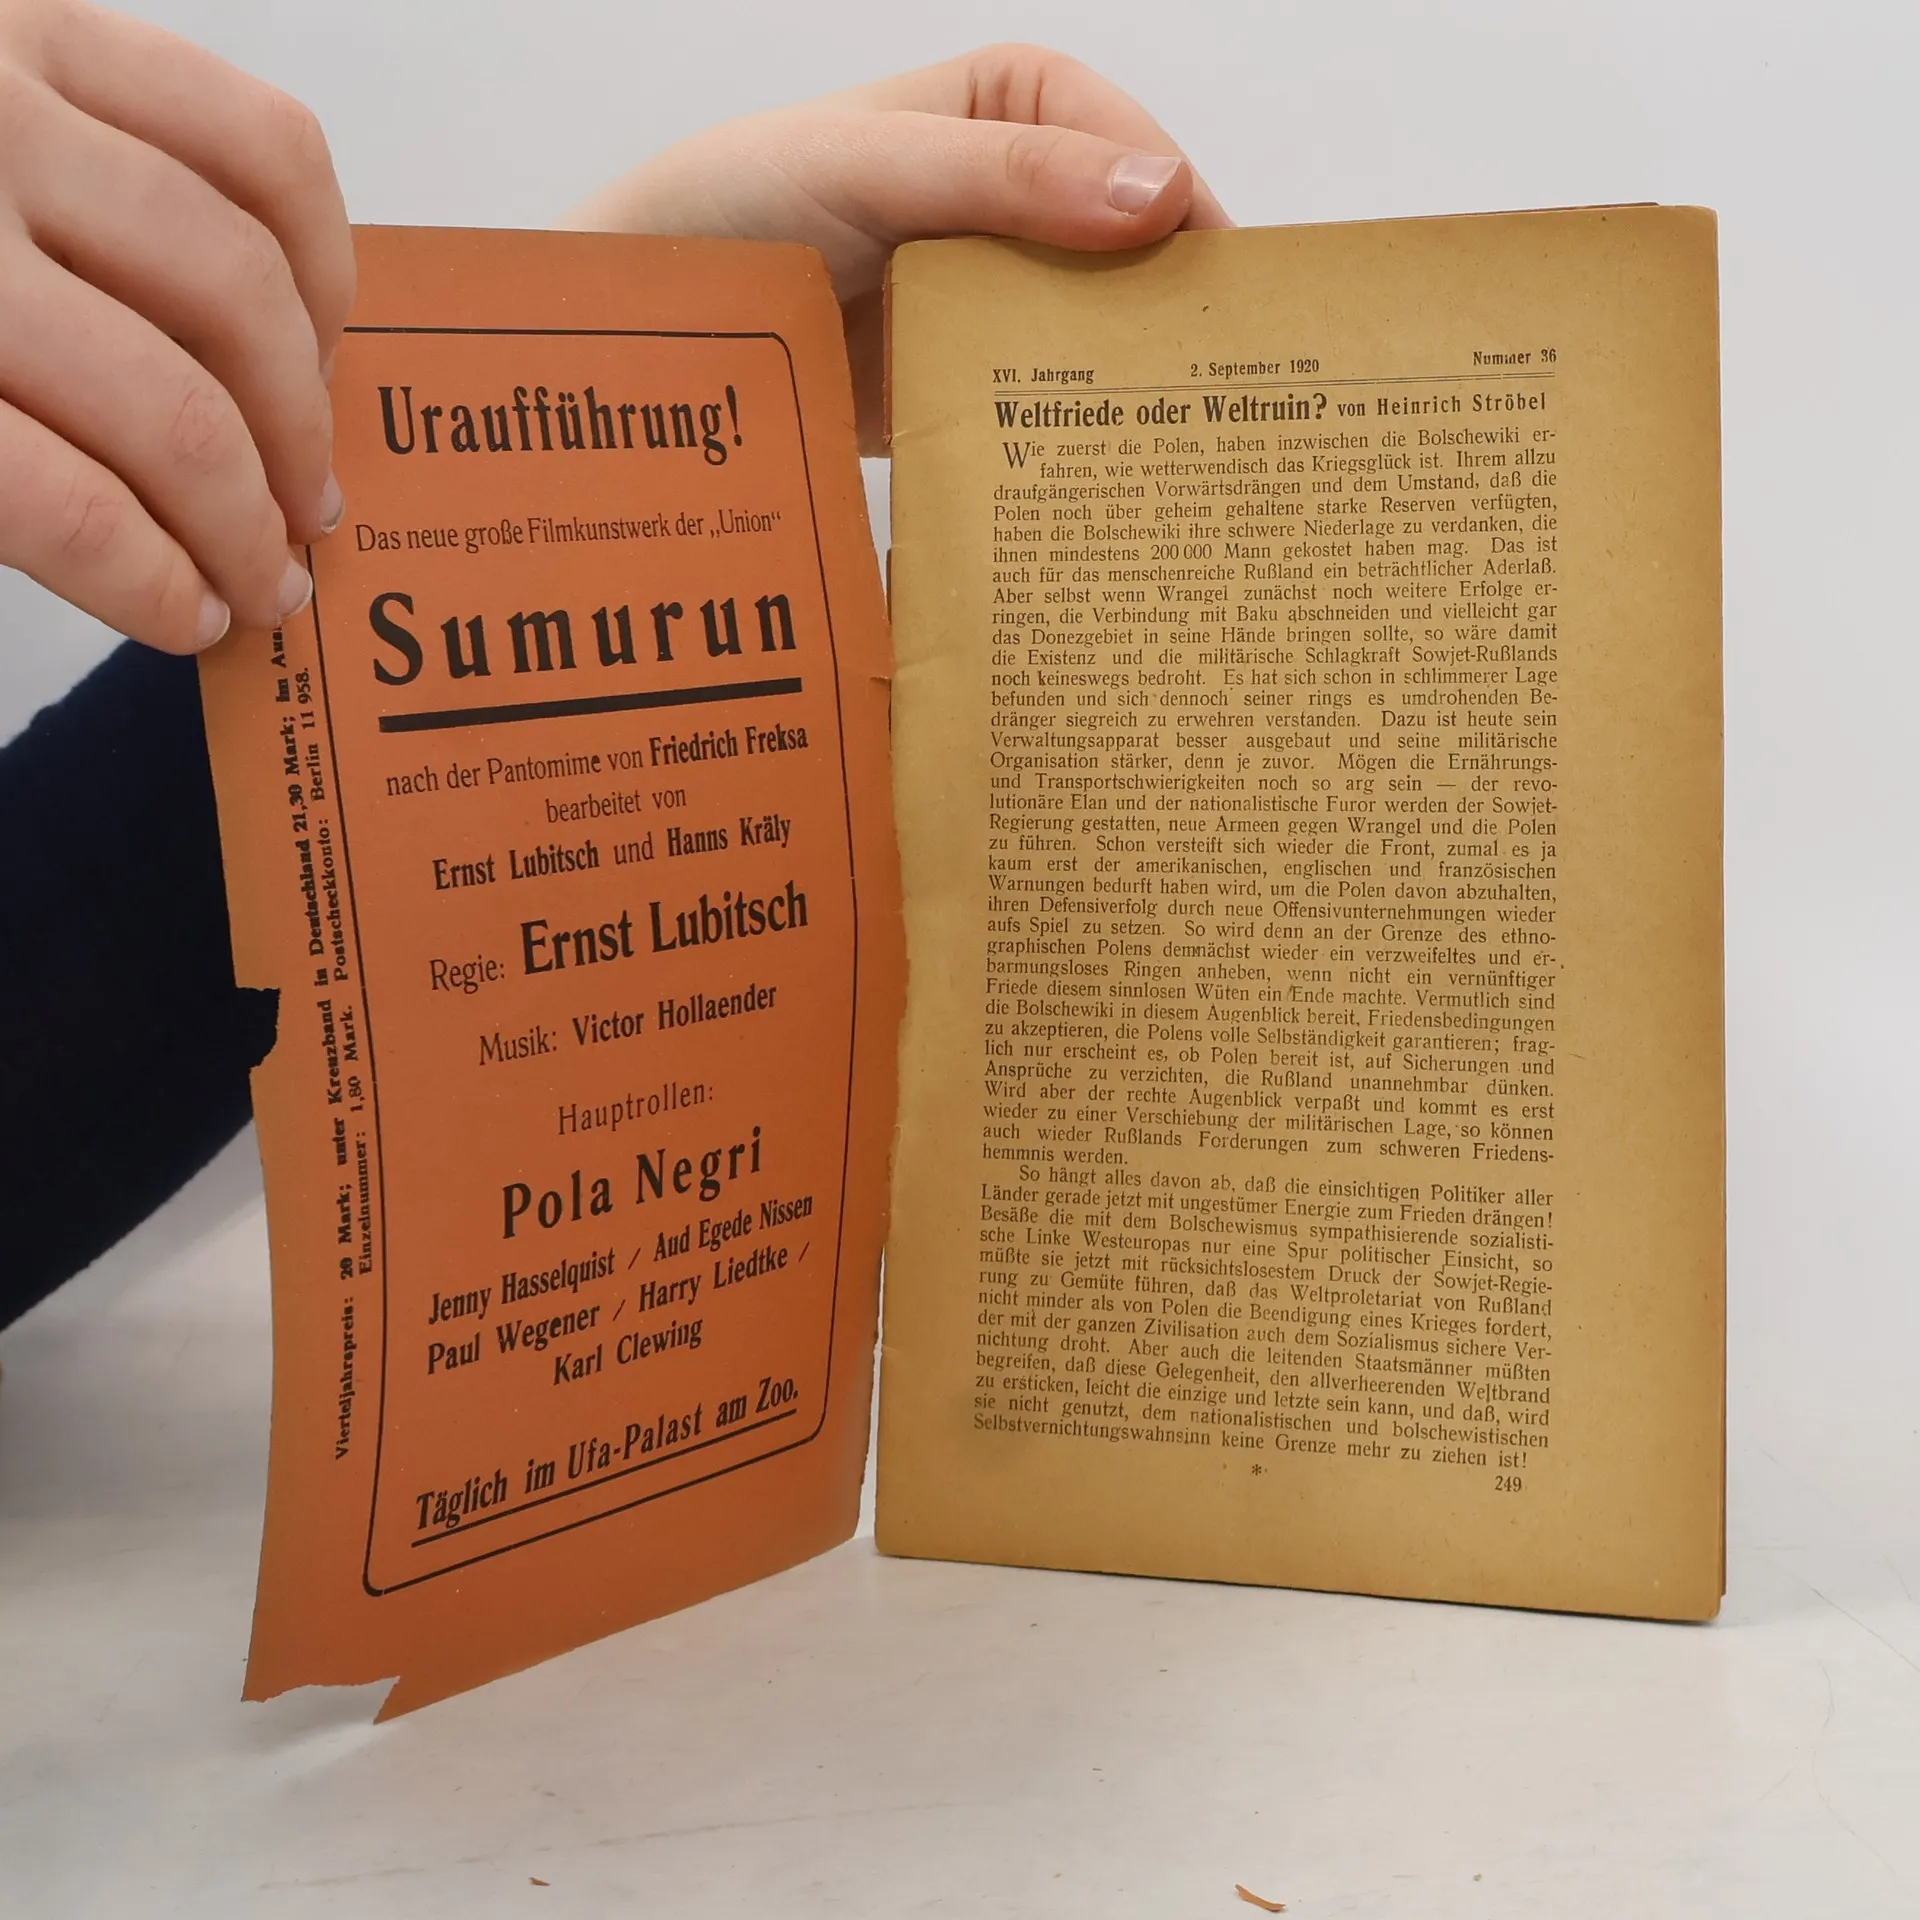 Uraufführung!
Das neue große Filmkunstwerk der „Union“
Sumurun
nach der Pantomime von Friedrich Freksa
bearbeitet von
Ernst Lubitsch und Hanns Kräly
Regie: Ernst Lubitsch
Musik: Victor Hollaender
Hauptrollen:
Pola Negri
Jenny Hasselquist / Aud Egede Nissen
Paul Wegener / Harry Liedtke /
Karl Clewing
Täglich im Ufa-Palast am Zoo.
Vierteljahrspreis: 20 Mark; unter Kreuzband in Deutschland 21,30 Mark; im
Einzelnummer: 1,80 Mark. Postscheckkonto: Berlin 11 958.
XVI. Jahrgang 2. September 1920 Nummer 36
Weltfriede oder Weltruin? von Heinrich Ströbel
Wie zuerst die Polen, haben inzwischen die Bolschewiki er-
fahren, wie wetterwendisch das Kriegsglück ist. Ihrem allzu
draufgängerischen Vorwärtsdrängen und dem Umstand, daß die
Polen noch über geheim gehaltene starke Reserven verfügten,
haben die Bolschewiki ihre schwere Niederlage zu verdanken, die
ihnen mindestens 200 000 Mann gekostet haben mag. Das ist
auch für das menschenreiche Rußland ein beträchtlicher Aderlaß.
Aber selbst wenn Wrangel zunächst noch weitere Erfolge er-
ringen, die Verbindung mit Baku abschneiden und vielleicht gar
das Donezgebiet in seine Hände bringen sollte, so wäre damit
die Existenz und die militärische Schlagkraft Sowjet-Rußlands
noch keineswegs bedroht. Es hat sich schon in schlimmerer Lage
befunden und sich dennoch seiner rings es umdrohenden Be-
dränger siegreich zu erwehren verstanden. Dazu ist heute sein
Verwaltungsapparat besser ausgebaut und seine militärische
Organisation stärker, denn je zuvor. Mögen die Ernährungs-
und Transportschwierigkeiten noch so arg sein — der revo-
lutionäre Elan und der nationalistische Furor werden der Sowjet-
Regierung gestatten, neue Armeen gegen Wrangel und die Polen
zu führen. Schon versteift sich wieder die Front, zumal es ja
kaum erst der amerikanischen, englischen und französischen
Warnungen bedurft haben wird, um die Polen davon abzuhalten,
ihren Defensiverfolg durch neue Offensivunternehmungen wieder
aufs Spiel zu setzen. So wird denn an der Grenze des ethno-
graphischen Polens demnächst wieder ein verzweifeltes und er-
barmungsloses Ringen anheben, wenn nicht ein vernünftiger
Friede diesem sinnlosen Wüten ein Ende machte. Vermutlich sind
die Bolschewiki in diesem Augenblick bereit, Friedensbedingungen
zu akzeptieren, die Polens volle Selbständigkeit garantieren; frag-
lich nur erscheint es, ob Polen bereit ist, auf Sicherungen und
Ansprüche zu verzichten, die Rußland unannehmbar dünken.
Wird aber der rechte Augenblick verpaßt und kommt es erst
wieder zu einer Verschiebung der militärischen Lage, so können
auch wieder Rußlands Forderungen zum schweren Friedens-
hemmnis werden.
So hängt alles davon ab, daß die einsichtigen Politiker aller
Länder gerade jetzt mit ungestümer Energie zum Frieden drängen!
Besäße die mit dem Bolschewismus sympathisierende sozialisti-
sche Linke Westeuropas nur eine Spur politischer Einsicht, so
müßte sie jetzt mit rücksichtslosestem Druck der Sowjet-Regie-
rung zu Gemüte führen, daß das Weltproletariat von Rußland
nicht minder als von Polen die Beendigung eines Krieges fordert,
der mit der ganzen Zivilisation auch dem Sozialismus sichere Ver-
nichtung droht. Aber auch die leitenden Staatsmänner müßten
begreifen, daß diese Gelegenheit, den allverheerenden Weltbrand
zu ersticken, leicht die einzige und letzte sein kann, und daß, wird
sie nicht genutzt, dem nationalistischen und bolschewistischen
Selbstvernichtungswahnsinn keine Grenze mehr zu ziehen ist!
*
249